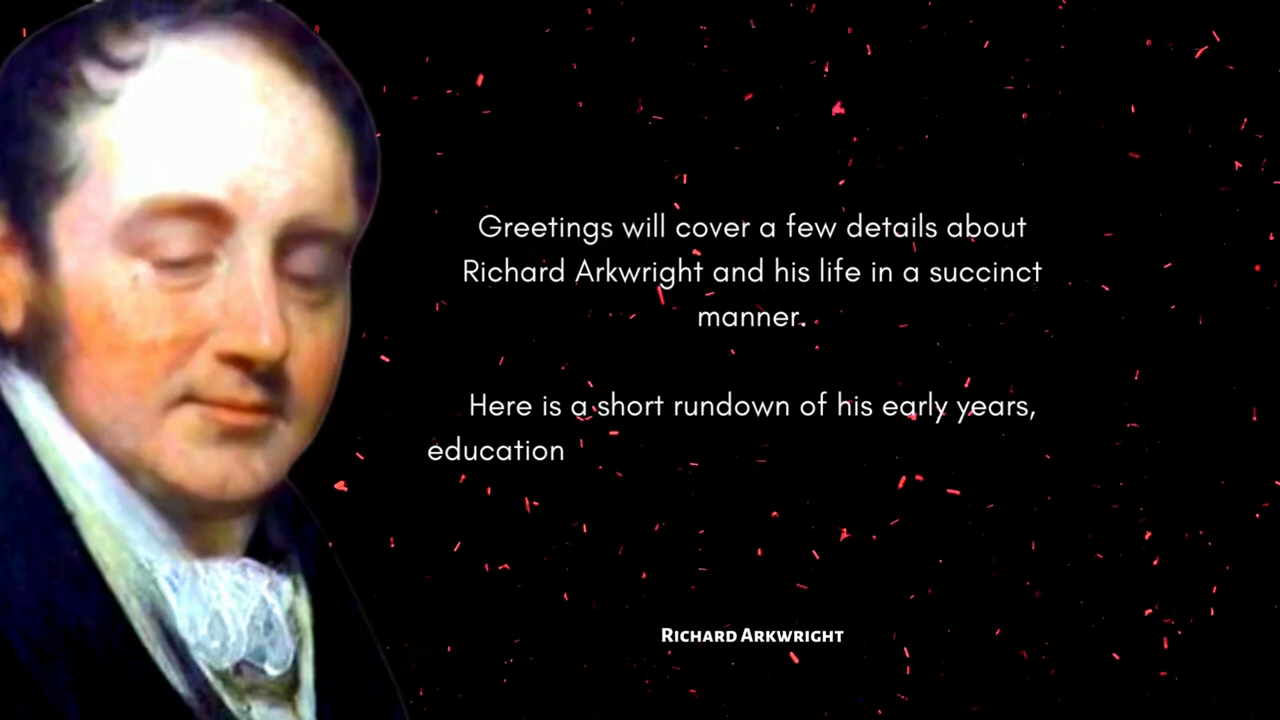 Greetings will cover a few details about
Richard Arkwright and his life in a succinct
manner.
Here is a short rundown of his early years,
education
Richard Arkwright